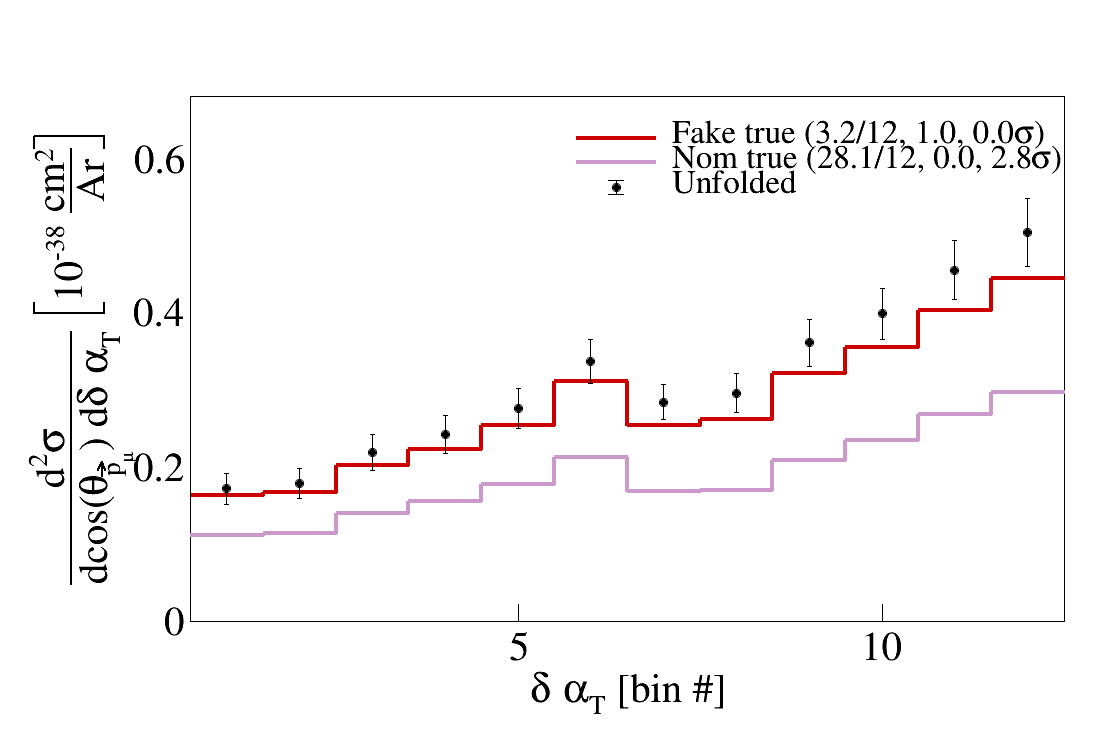 Fake true (3.2/12, 1.0, 0.0σ)
Nom true (28.1/12, 0.0, 2.8σ)
Unfolded
0.6
0.4
0.2
0
5
10
δ α_T [bin #]
d²σ
dcos(θ_p⃗_μ) dδ α_T
[10⁻³⁸ cm²
Ar]